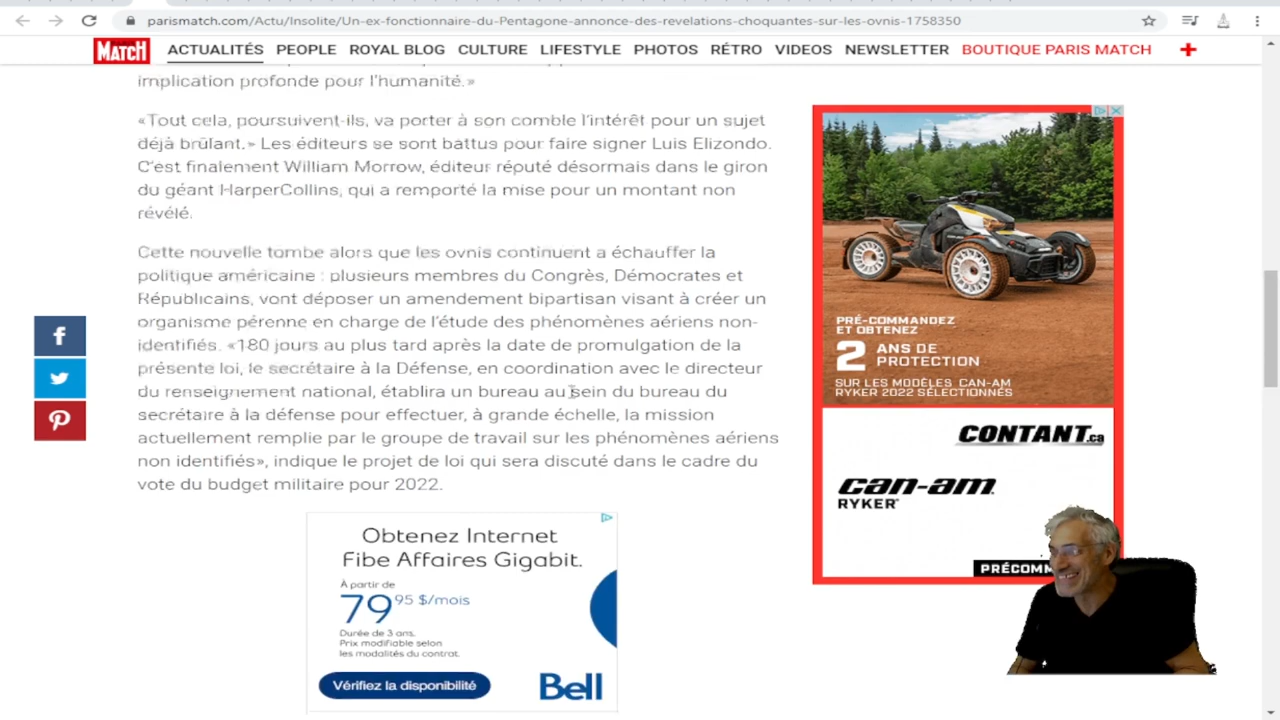 parismatch.com/Actu/Insolite/Un-ex-fonctionnaire-du-Pentagone-annonce-des-revelations-choquantes-sur-les-ovnis-1758350
MATCH
ACTUALITÉS PEOPLE ROYAL BLOG CULTURE LIFESTYLE PHOTOS RÉTRO VIDEOS NEWSLETTER BOUTIQUE PARIS MATCH
implication profonde pour l'humanité.»
«Tout cela, poursuivent-ils, va porter à son comble l'intérêt pour un sujet
déjà brûlant.» Les éditeurs se sont battus pour faire signer Luis Elizondo.
C'est finalement William Morrow, éditeur réputé désormais dans le giron
du géant HarperCollins, qui a remporté la mise pour un montant non
révélé.
Cette nouvelle tombe alors que les ovnis continuent a échauffer la
politique américaine : plusieurs membres du Congrès, Démocrates et
Républicains, vont déposer un amendement bipartisan visant à créer un
organisme pérenne en charge de l'étude des phénomènes aériens non-
identifiés. «180 jours au plus tard après la date de promulgation de la
présente loi, le secrétaire à la Défense, en coordination avec le directeur
du renseignement national, établira un bureau au sein du bureau du
secrétaire à la défense pour effectuer, à grande échelle, la mission
actuellement remplie par le groupe de travail sur les phénomènes aériens
non identifiés», indique le projet de loi qui sera discuté dans le cadre du
vote du budget militaire pour 2022.
PRÉ-COMMANDEZ
ET OBTENEZ
2 ANS DE
PROTECTION
SUR LES MODÈLES CAN-AM
RYKER 2022 SÉLECTIONNÉS
CONTANT.ca
can-am
RYKER
PRÉCOMM
Obtenez Internet
Fibe Affaires Gigabit.
À partir de
79 95 $/mois
Durée de 3 ans.
Prix modifiable selon
les modalités du contrat.
Vérifiez la disponibilité
Bell